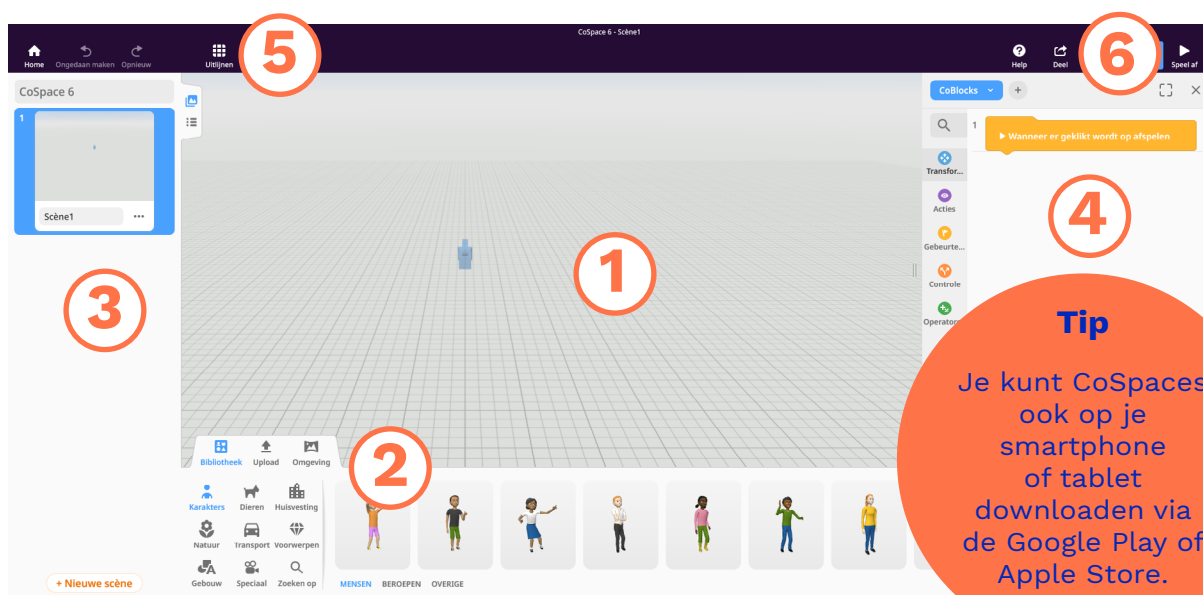 CoSpace 6 - Scène1
Home
Ongedaan maken
Opnieuw
Uitlijnen
5
Help
Deel
6
Speel af
CoSpace 6
1
Scène1
3
+ Nieuwe scène
1
CoBlocks
+
1
Wanneer er geklikt wordt op afspelen
Transfor...
Acties
Gebeurte...
Controle
4
Bibliotheek
Upload
Omgeving
2
Karakters
Dieren
Huisvesting
Natuur
Transport
Voorwerpen
Gebouw
Speciaal
Zoeken op
MENSEN
BEROEPEN
OVERIGE
Tip
Je kunt CoSpaces
ook op je
smartphone
of tablet
downloaden via
de Google Play of
Apple Store.